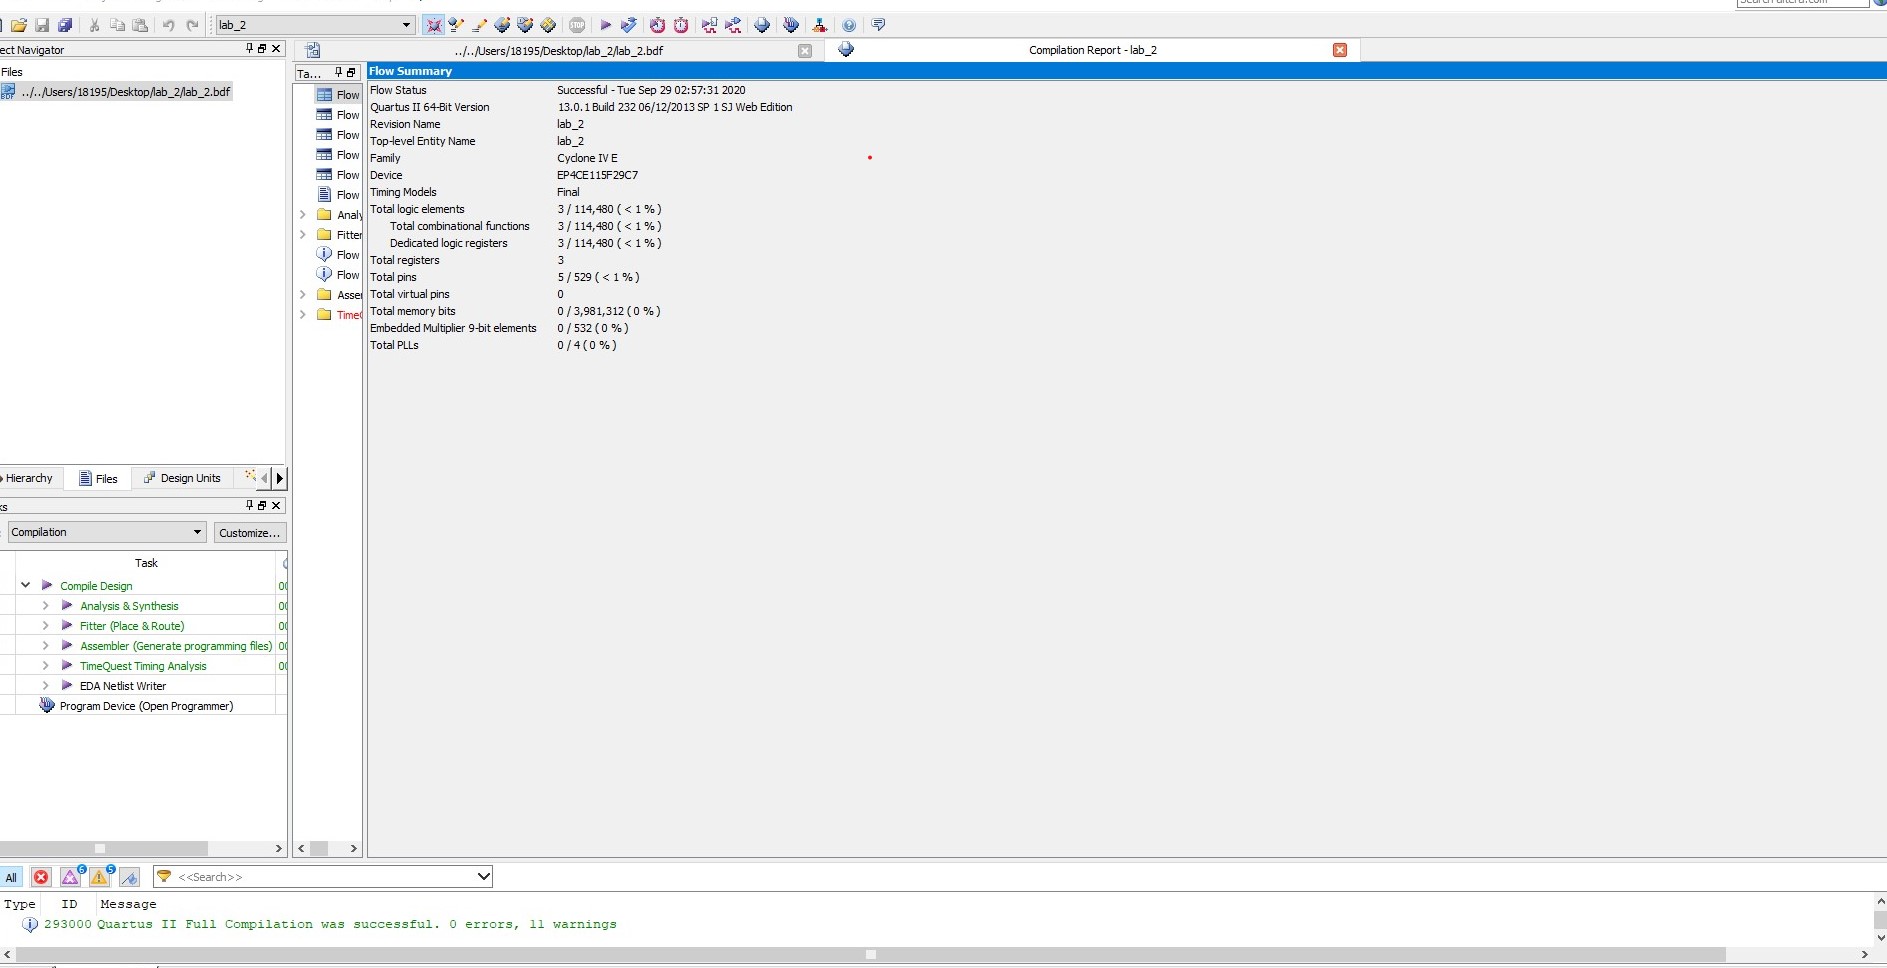 lab_2
ect Navigator
Files
../../Users/18195/Desktop/lab_2/lab_2.bdf
Hierarchy
Files
Design Units
ks
Compilation
Customize...
Task
Compile Design 00
Analysis & Synthesis 00
Fitter (Place & Route) 00
Assembler (Generate programming files) 00
TimeQuest Timing Analysis 00
EDA Netlist Writer
Program Device (Open Programmer)
../../Users/18195/Desktop/lab_2/lab_2.bdf
Compilation Report - lab_2
Ta...
Flow
Flow
Flow
Flow
Flow
Flow
Analy
Fitter
Flow
Flow
Asse
TimeQ
Flow Summary
Flow Status Successful - Tue Sep 29 02:57:31 2020
Quartus II 64-Bit Version 13.0.1 Build 232 06/12/2013 SP 1 SJ Web Edition
Revision Name lab_2
Top-level Entity Name lab_2
Family Cyclone IV E
Device EP4CE115F29C7
Timing Models Final
Total logic elements 3 / 114,480 ( < 1 % )
Total combinational functions 3 / 114,480 ( < 1 % )
Dedicated logic registers 3 / 114,480 ( < 1 % )
Total registers 3
Total pins 5 / 529 ( < 1 % )
Total virtual pins 0
Total memory bits 0 / 3,981,312 ( 0 % )
Embedded Multiplier 9-bit elements 0 / 532 ( 0 % )
Total PLLs 0 / 4 ( 0 % )
All 6 5 <<Search>>
Type ID Message
293000 Quartus II Full Compilation was successful. 0 errors, 11 warnings